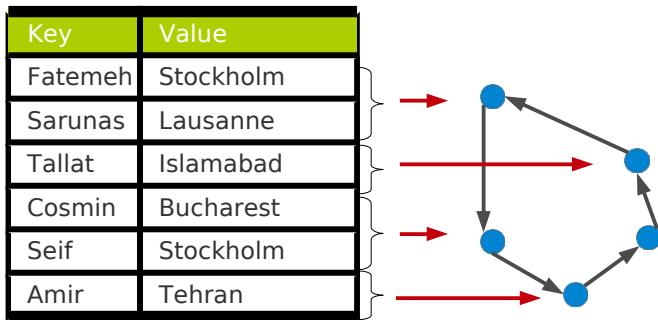 Key Value
Fatemeh Stockholm
Sarunas Lausanne
Tallat Islamabad
Cosmin Bucharest
Seif Stockholm
Amir Tehran